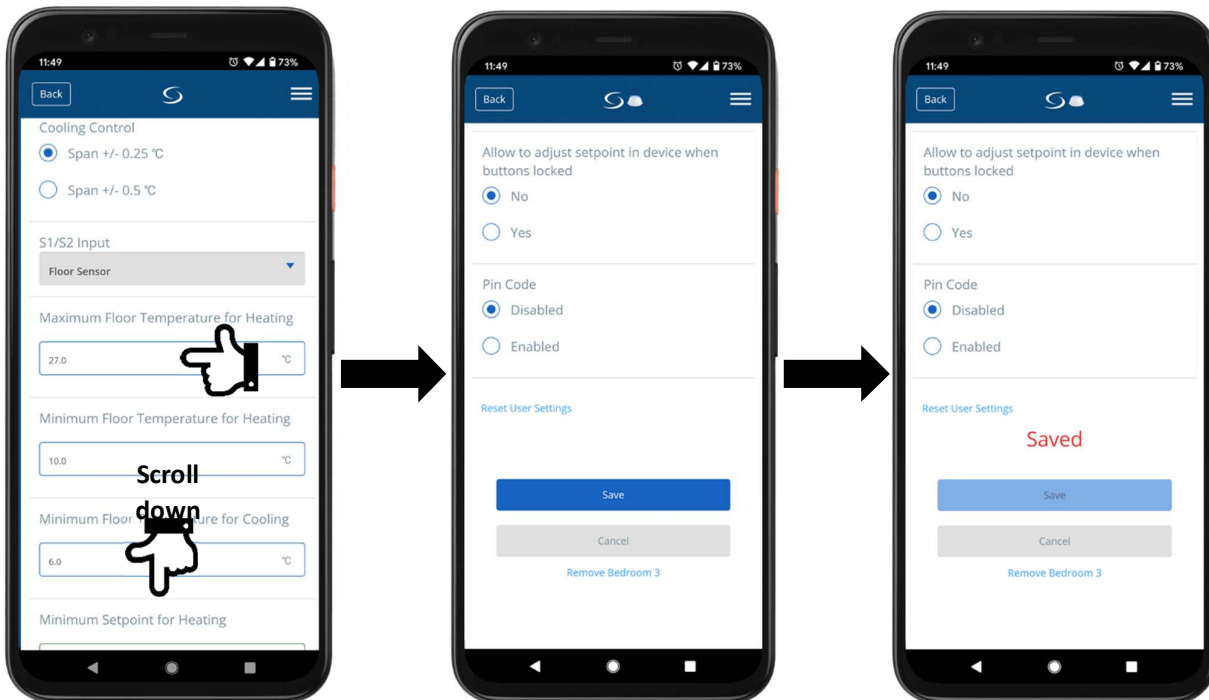 11:49
73%
Back
Cooling Control
Span +/- 0.25 ℃
Span +/- 0.5 ℃
S1/S2 Input
Floor Sensor
Maximum Floor Temperature for Heating
27.0
℃
Minimum Floor Temperature for Heating
10.0
℃
Scroll
down
Minimum Floor ure for Cooling
6.0
℃
Minimum Setpoint for Heating
11:49
73%
Back
Allow to adjust setpoint in device when
buttons locked
No
Yes
Pin Code
Disabled
Enabled
Reset User Settings
Save
Cancel
Remove Bedroom 3
11:49
73%
Back
Allow to adjust setpoint in device when
buttons locked
No
Yes
Pin Code
Disabled
Enabled
Reset User Settings
Saved
Save
Cancel
Remove Bedroom 3